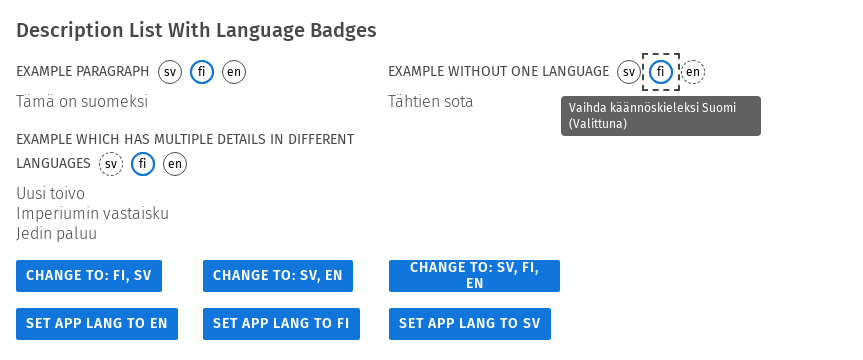 Description List With Language Badges
EXAMPLE PARAGRAPH sv fi en
Tämä on suomeksi
EXAMPLE WITHOUT ONE LANGUAGE sv fi en
Tähtien sota
Vaihda käännöskieleksi Suomi
(Valittuna)
EXAMPLE WHICH HAS MULTIPLE DETAILS IN DIFFERENT
LANGUAGES sv fi en
Uusi toivo
Imperiumin vastaisku
Jedin paluu
CHANGE TO: FI, SV
CHANGE TO: SV, EN
CHANGE TO: SV, FI,
EN
SET APP LANG TO EN
SET APP LANG TO FI
SET APP LANG TO SV